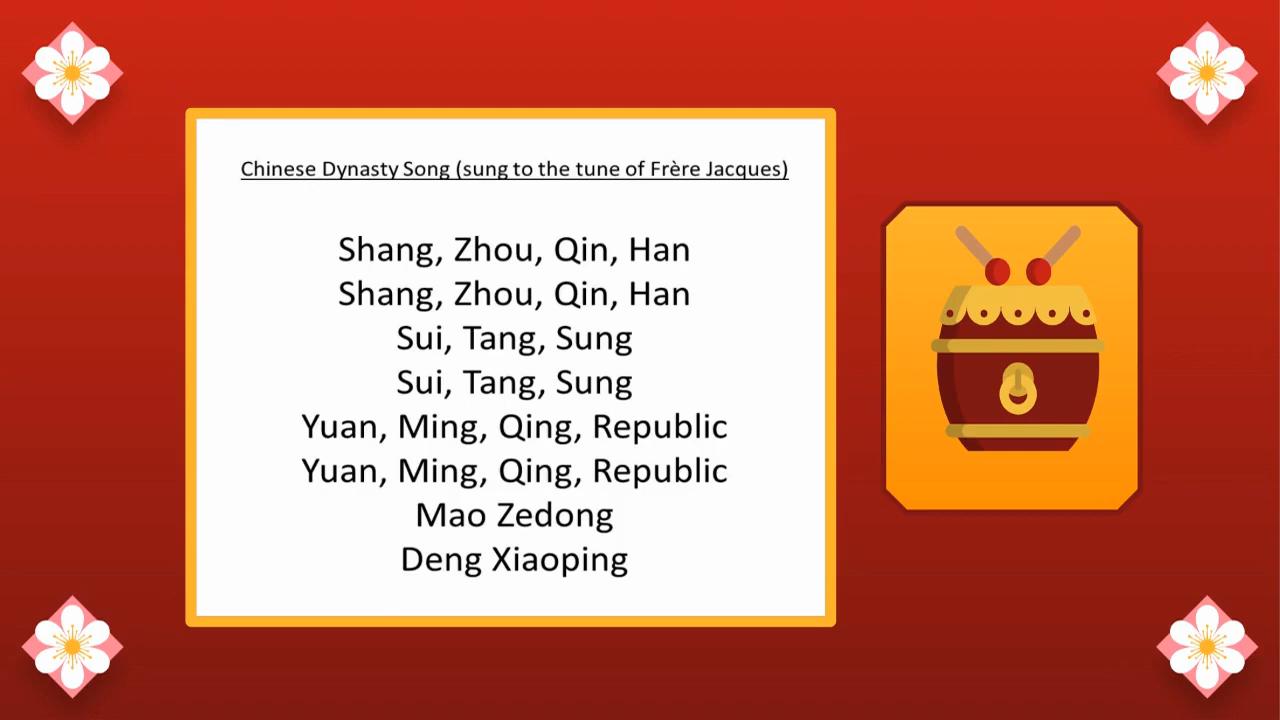 Chinese Dynasty Song (sung to the tune of Frère Jacques)
Shang, Zhou, Qin, Han
Shang, Zhou, Qin, Han
Sui, Tang, Sung
Sui, Tang, Sung
Yuan, Ming, Qing, Republic
Yuan, Ming, Qing, Republic
Mao Zedong
Deng Xiaoping